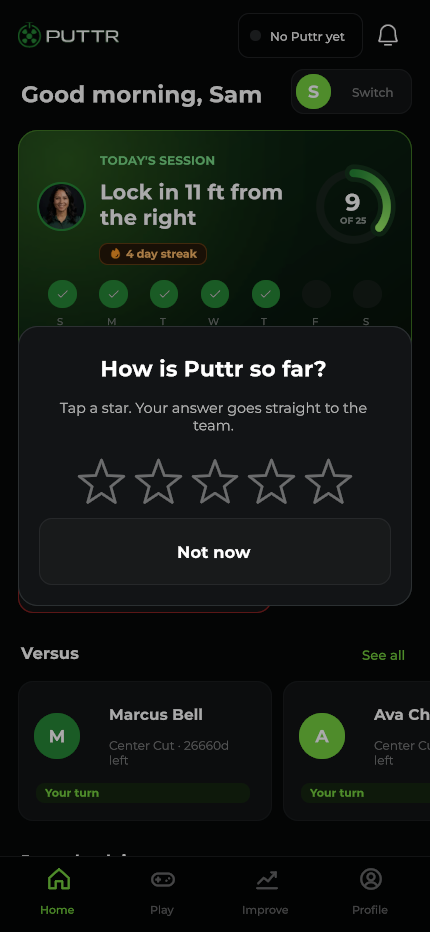 PUTTR
No Puttr yet
Good morning, Sam
S
Switch
TODAY'S SESSION
Lock in 11 ft from
the right
9
OF 25
4 day streak
S M T W T F S
How is Puttr so far?
Tap a star. Your answer goes straight to the
team.
Not now
Versus
See all
M
Marcus Bell
Center Cut · 26660d
left
Your turn
A
Ava Ch
Center Cu
left
Your turn
Home
Play
Improve
Profile